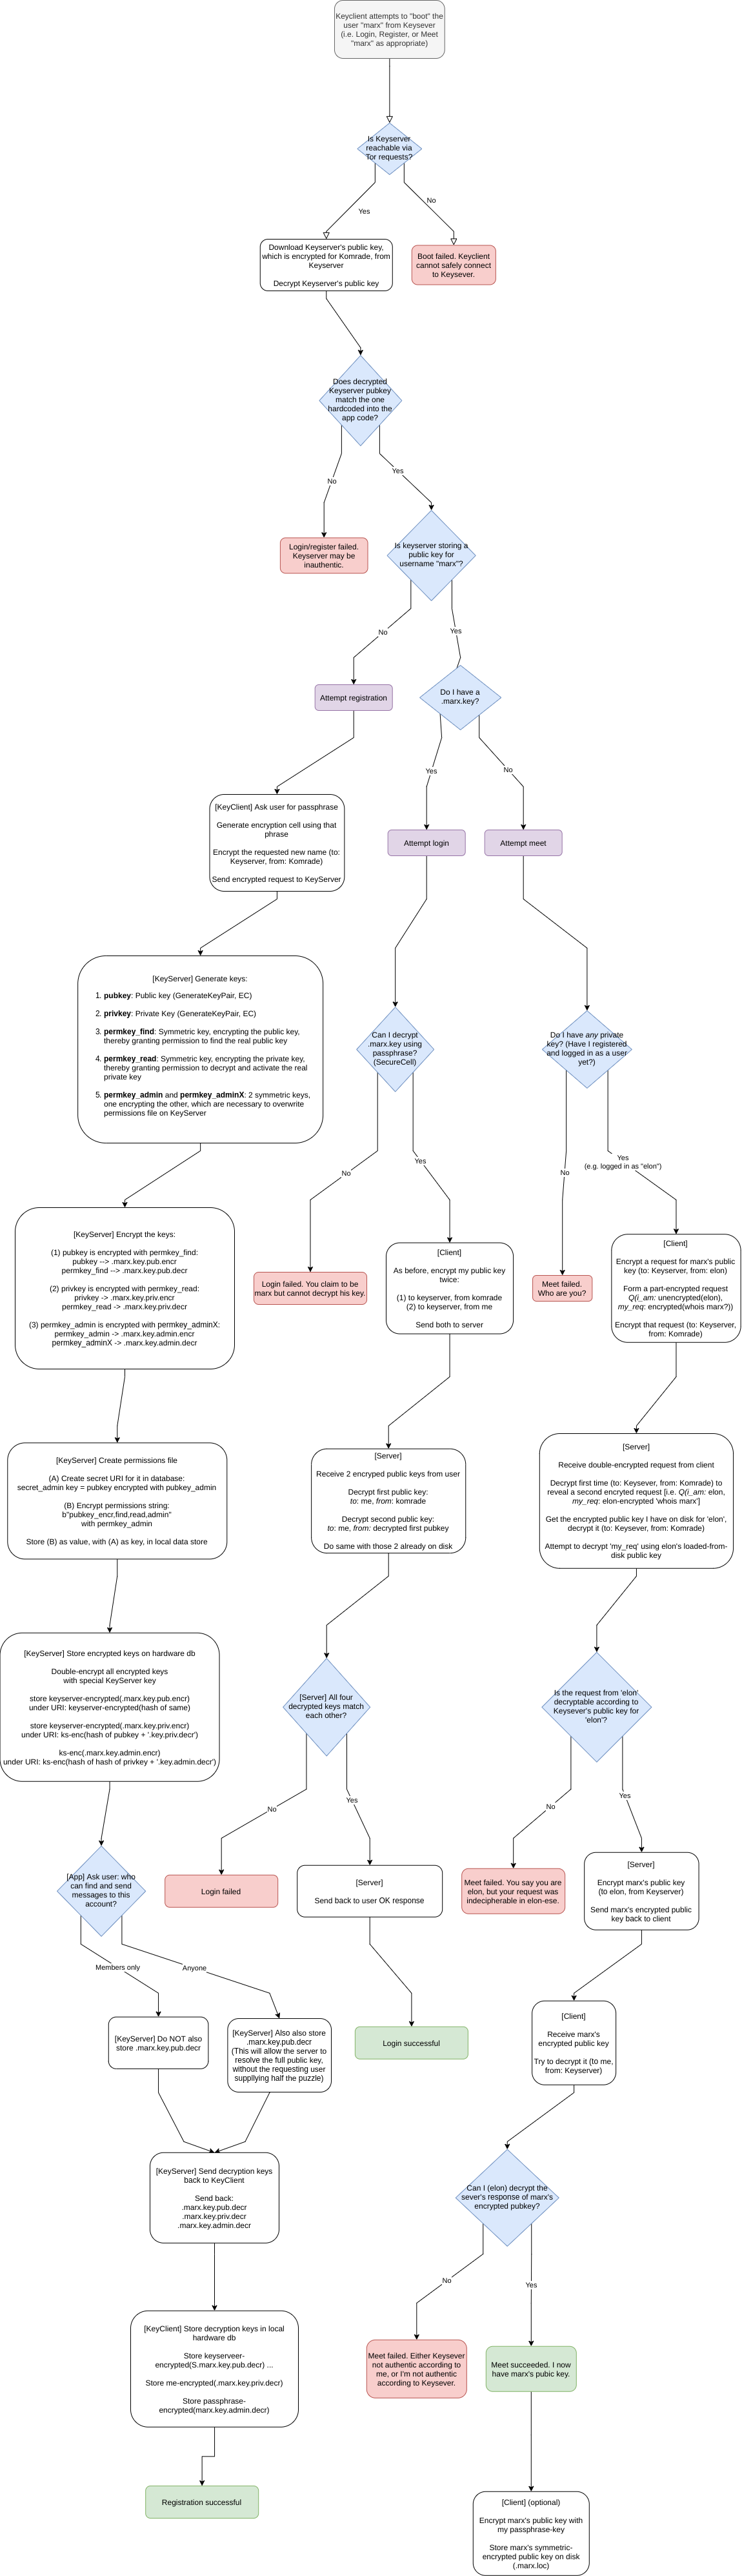 Keyclient attempts to "boot" the
user "marx" from Keysever
(i.e. Login, Register, or Meet
"marx" as appropriate)
Is Keyserver
reachable via
Tor requests?
Yes
No
Download Keyserver's public key,
which is encrypted for Komrade, from
Keyserver
Decrypt Keyserver's public key
Boot failed. Keyclient
cannot safely connect
to Keysever.
Does decrypted
Keyserver pubkey
match the one
hardcoded into the
app code?
No
Yes
Login/register failed.
Keyserver may be
inauthentic.
Is keyserver storing a
public key for
username "marx"?
No
Yes
Attempt registration
Do I have a
.marx.key?
Yes
No
[KeyClient] Ask user for passphrase
Generate encryption cell using that
phrase
Encrypt the requested new name (to:
Keyserver, from: Komrade)
Send encrypted request to KeyServer
Attempt login
Attempt meet
[KeyServer] Generate keys:
1. pubkey: Public key (GenerateKeyPair, EC)
2. privkey: Private Key (GenerateKeyPair, EC)
3. permkey_find: Symmetric key, encrypting the public key,
thereby granting permission to find the real public key
4. permkey_read: Symmetric key, encrypting the private key,
thereby granting permission to decrypt and activate the real
private key
5. permkey_admin and permkey_adminX: 2 symmetric keys,
one encrypting the other, which are necessary to overwrite
permissions file on KeyServer
Can I decrypt
.marx.key using
passphrase?
(SecureCell)
Do I have any private
key? (Have I registered
and logged in as a user
yet?)
No
Yes
No
Yes
(e.g. logged in as "elon")
[KeyServer] Encrypt the keys:
(1) pubkey is encrypted with permkey_find:
pubkey --> .marx.key.pub.encr
permkey_find --> .marx.key.pub.decr
(2) privkey is encrypted with permkey_read:
privkey -> .marx.key.priv.encr
permkey_read -> .marx.key.priv.decr
(3) permkey_admin is encrypted with permkey_adminX:
permkey_admin -> .marx.key.admin.encr
permkey_adminX -> .marx.key.admin.decr
Login failed. You claim to be
marx but cannot decrypt his key.
[Client]
As before, encrypt my public key
twice:
(1) to keyserver, from komrade
(2) to keyserver, from me
Send both to server
Meet failed.
Who are you?
[Client]
Encrypt a request for marx's public
key (to: Keyserver, from: elon)
Form a part-encrypted request
Q(i_am: unencrypted(elon),
my_req: encrypted(whois marx?))
Encrypt that request (to: Keyserver,
from: Komrade)
[KeyServer] Create permissions file
(A) Create secret URI for it in database:
secret_admin key = pubkey encrypted with pubkey_admin
(B) Encrypt permissions string:
b"pubkey_encr,find,read,admin"
with permkey_admin
Store (B) as value, with (A) as key, in local data store
[Server]
Receive 2 encryped public keys from user
Decrypt first public key:
to: me, from: komrade
Decrypt second public key:
to: me, from: decrypted first pubkey
Do same with those 2 already on disk
[Server]
Receive double-encrypted request from client
Decrypt first time (to: Keysever, from: Komrade) to
reveal a second encrypted request [i.e. Q(i_am: elon,
my_req: elon-encrypted 'whois marx']
Get the encrypted public key I have on disk for 'elon',
decrypt it (to: Keysever, from: Komrade)
Attempt to decrypt 'my_req' using elon's loaded-from-
disk public key
[KeyServer] Store encrypted keys on hardware db
Double-encrypt all encrypted keys
with special KeyServer key
store keyserver-encrypted(.marx.key.pub.encr)
under URI: keyserver-encrypted(hash of same)
store keyserver-encrypted(.marx.key.priv.encr)
under URI: ks-enc(hash of pubkey + '.key.priv.decr')
ks-enc(.marx.key.admin.encr)
under URI: ks-enc(hash of hash of privkey + '.key.admin.decr')
[Server] All four
decrypted keys match
each other?
Is the request from 'elon'
decryptable according to
Keysever's public key for
'elon'?
No
Yes
No
Yes
[App] Ask user: who
can find and send
messages to this
account?
Login failed
[Server]
Send back to user OK response
Meet failed. You say you are
elon, but your request was
indecipherable in elon-ese.
[Server]
Encrypt marx's public key
(to elon, from Keyserver)
Send marx's encrypted public
key back to client
Members only
Anyone
[KeyServer] Do NOT also
store .marx.key.pub.decr
[KeyServer] Also also store
.marx.key.pub.decr
(This will allow the server to
resolve the full public key,
without the requesting user
suppllying half the puzzle)
Login successful
[Client]
Receive marx's
encrypted public key
Try to decrypt it (to me,
from: Keyserver)
[KeyServer] Send decryption keys
back to KeyClient
Send back:
.marx.key.pub.decr
.marx.key.priv.decr
.marx.key.admin.decr
Can I (elon) decrypt the
sever's response of marx's
encrypted pubkey?
No
Yes
[KeyClient] Store decryption keys in local
hardware db
Store keyserveer-
encrypted(S.marx.key.pub.decr) ...
Store me-encrypted(.marx.key.priv.decr)
Store passphrase-
encrypted(marx.key.admin.decr)
Meet failed. Either Keysever
not authentic according to
me, or I'm not authentic
according to Keysever.
Meet succeeded. I now
have marx's pubic key.
Registration successful
[Client] (optional)
Encrypt marx's public key with
my passphrase-key
Store marx's symmetric-
encrypted public key on disk
(.marx.loc)